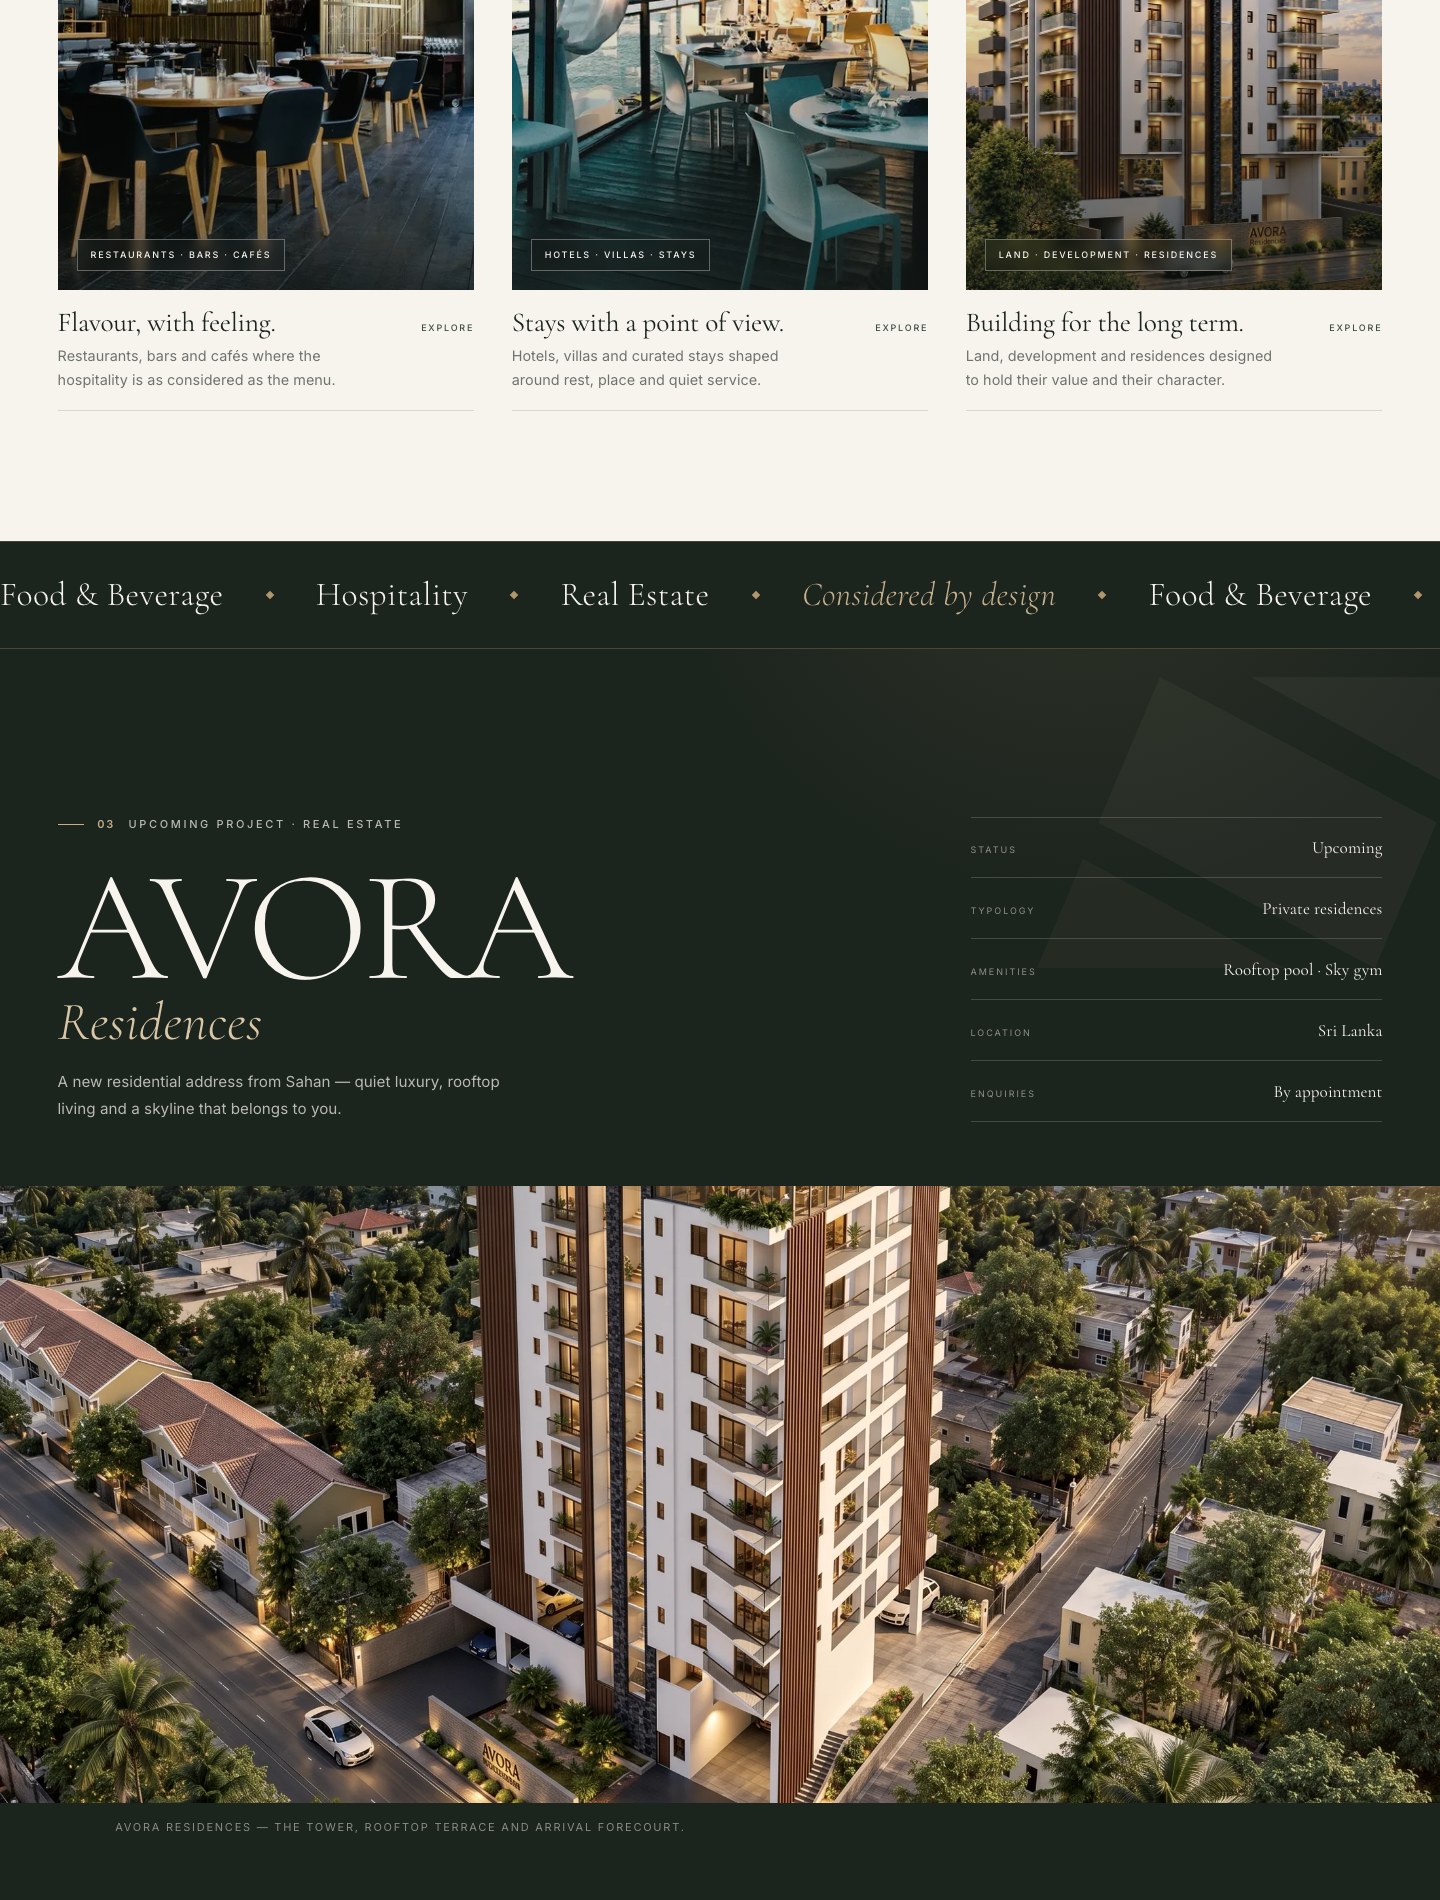 RESTAURANTS · BARS · CAFÉS
HOTELS · VILLAS · STAYS
AVORA
Residences
LAND · DEVELOPMENT · RESIDENCES
Flavour, with feeling.
EXPLORE
Restaurants, bars and cafés where the
hospitality is as considered as the menu.
Stays with a point of view.
EXPLORE
Hotels, villas and curated stays shaped
around rest, place and quiet service.
Building for the long term.
EXPLORE
Land, development and residences designed
to hold their value and their character.
Food & Beverage ◆ Hospitality ◆ Real Estate ◆ Considered by design ◆ Food & Beverage ◆
03 UPCOMING PROJECT · REAL ESTATE
AVORA
Residences
A new residential address from Sahan — quiet luxury, rooftop
living and a skyline that belongs to you.
STATUS Upcoming
TYPOLOGY Private residences
AMENITIES Rooftop pool · Sky gym
LOCATION Sri Lanka
ENQUIRIES By appointment
AVORA
AVORA RESIDENCES — THE TOWER, ROOFTOP TERRACE AND ARRIVAL FORECOURT.